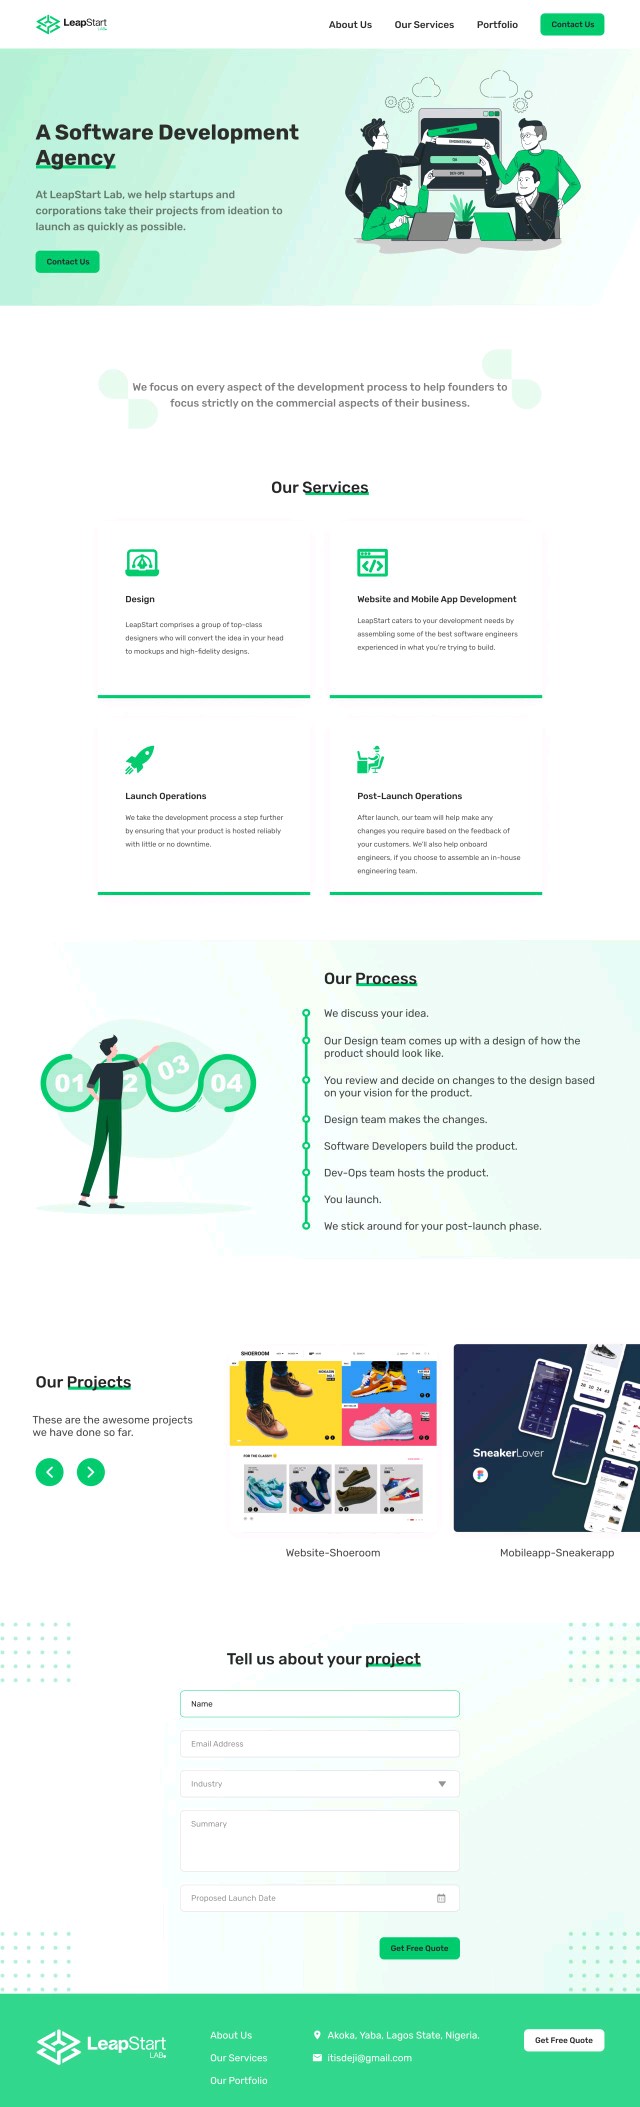 LeapStart
LAB
About Us
Our Services
Portfolio
Contact Us
A Software Development
Agency
At LeapStart Lab, we help startups and
corporations take their projects from ideation to
launch as quickly as possible.
Contact Us
DESIGN
ENGINEERING
QA
DEV-OPS
We focus on every aspect of the development process to help founders to
focus strictly on the commercial aspects of their business.
Our Services
Design
LeapStart comprises a group of top-class
designers who will convert the idea in your head
to mockups and high-fidelity designs.
Website and Mobile App Development
LeapStart caters to your development needs by
assembling some of the best software engineers
experienced in what you're trying to build.
Launch Operations
We take the development process a step further
by ensuring that your product is hosted reliably
with little or no downtime.
Post-Launch Operations
After launch, our team will help make any
changes you require based on the feedback of
your customers. We'll also help onboard
engineers, if you choose to assemble an in-house
engineering team.
Our Process
01 2 03 04
We discuss your idea.
Our Design team comes up with a design of how the
product should look like.
You review and decide on changes to the design based
on your vision for the product.
Design team makes the changes.
Software Developers build the product.
Dev-Ops team hosts the product.
You launch.
We stick around for your post-launch phase.
Our Projects
These are the awesome projects
we have done so far.
SHOEROOM
FOR THE CLASSY
Website-Shoeroom
SneakerLover
Mobileapp-Sneakerapp
Tell us about your project
Name
Email Address
Industry
Summary
Proposed Launch Date
Get Free Quote
LeapStart
LAB
About Us
Our Services
Our Portfolio
Akoka, Yaba, Lagos State, Nigeria.
itisdeji@gmail.com
Get Free Quote